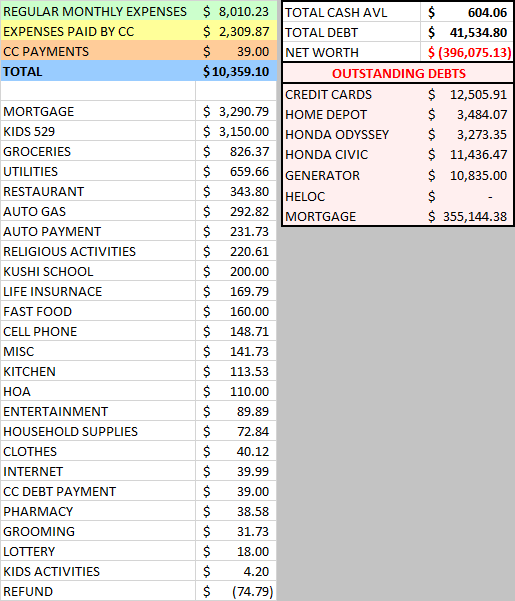 REGULAR MONTHLY EXPENSES $ 8,010.23
EXPENSES PAID BY CC $ 2,309.87
CC PAYMENTS $ 39.00
TOTAL $10,359.10
MORTGAGE $ 3,290.79
KIDS 529 $ 3,150.00
GROCERIES $ 826.37
UTILITIES $ 659.66
RESTAURANT $ 343.80
AUTO GAS $ 292.82
AUTO PAYMENT $ 231.73
RELIGIOUS ACTIVITIES $ 220.61
KUSHI SCHOOL $ 200.00
LIFE INSURNACE $ 169.79
FAST FOOD $ 160.00
CELL PHONE $ 148.71
MISC $ 141.73
KITCHEN $ 113.53
HOA $ 110.00
ENTERTAINMENT $ 89.89
HOUSEHOLD SUPPLIES $ 72.84
CLOTHES $ 40.12
INTERNET $ 39.99
CC DEBT PAYMENT $ 39.00
PHARMACY $ 38.58
GROOMING $ 31.73
LOTTERY $ 18.00
KIDS ACTIVITIES $ 4.20
REFUND $ (74.79)
TOTAL CASH AVL $ 604.06
TOTAL DEBT $ 41,534.80
NET WORTH $ (396,075.13)
OUTSTANDING DEBTS
CREDIT CARDS $ 12,505.91
HOME DEPOT $ 3,484.07
HONDA ODYSSEY $ 3,273.35
HONDA CIVIC $ 11,436.47
GENERATOR $ 10,835.00
HELOC $ -
MORTGAGE $ 355,144.38